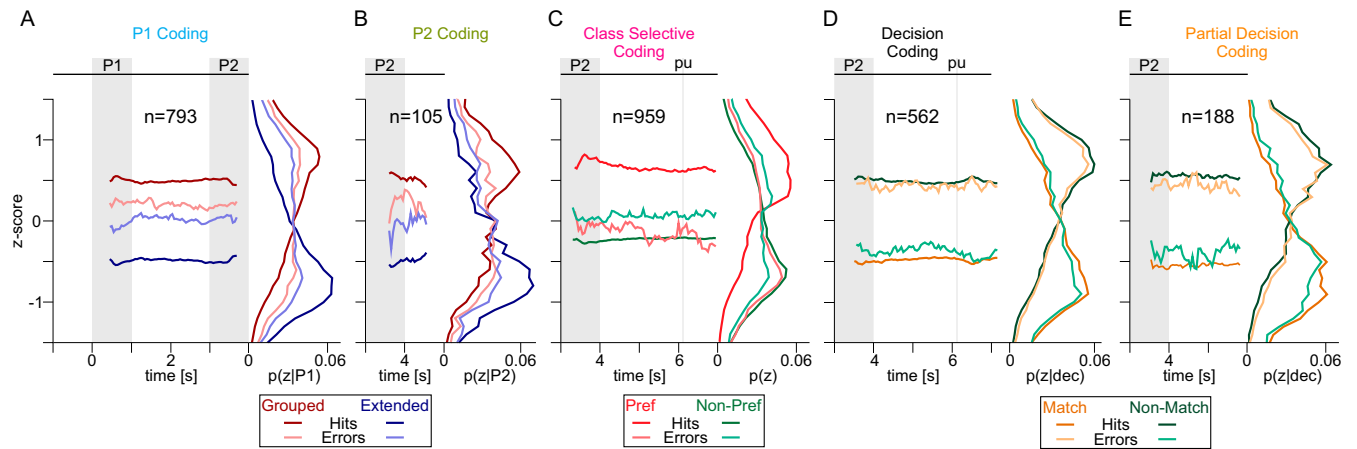 A B C D E
P1 Coding P2 Coding Class Selective Coding Decision Coding Partial Decision Coding
P1 P2 P2 P2 pu P2 pu P2
n=793 n=105 n=959 n=562 n=188
z-score
1
0
-1
0 2 0 0.06 4 0 0.06 4 6 0 0.06 4 6 0 0.06 4 0 0.06
time [s] p(z|P1) time [s] p(z|P2) time [s] p(z) time [s] p(z|dec) time [s] p(z|dec)
Grouped Extended
Hits
Errors
Pref Non-Pref
Hits
Errors
Match Non-Match
Hits
Errors